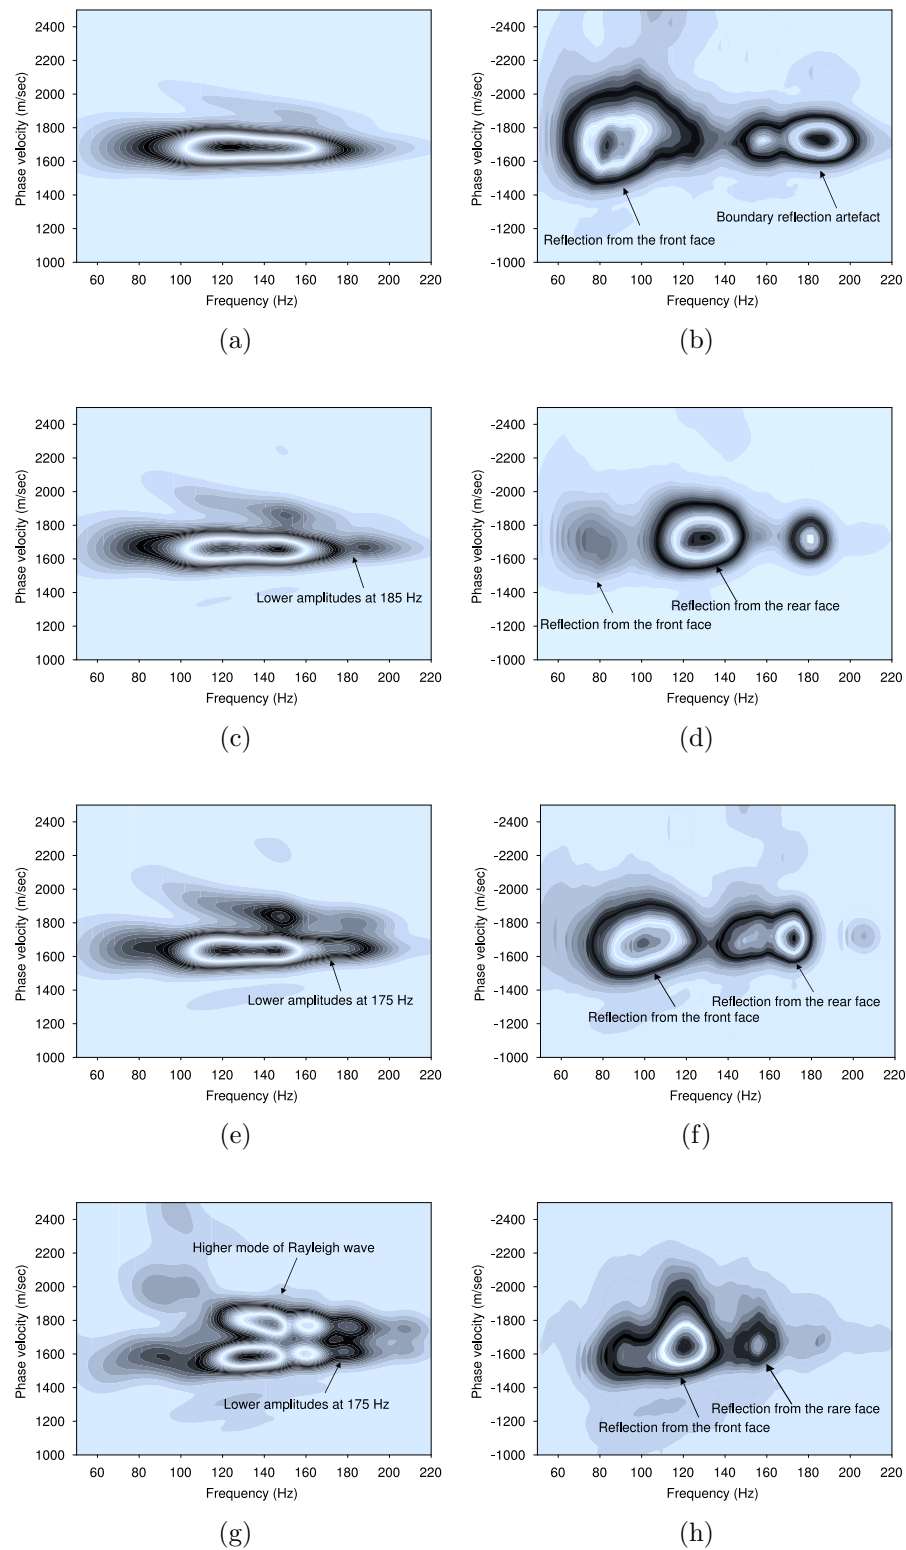 2400
2200
2000
1800
1600
1400
1200
1000
Phase velocity (m/sec)
60 80 100 120 140 160 180 200 220
Frequency (Hz)
(a)
-2400
-2200
-2000
-1800
-1600
-1400
-1200
-1000
Phase velocity (m/sec)
Boundary reflection artefact
Reflection from the front face
60 80 100 120 140 160 180 200 220
Frequency (Hz)
(b)
2400
2200
2000
1800
1600
1400
1200
1000
Phase velocity (m/sec)
Lower amplitudes at 185 Hz
60 80 100 120 140 160 180 200 220
Frequency (Hz)
(c)
-2400
-2200
-2000
-1800
-1600
-1400
-1200
-1000
Phase velocity (m/sec)
Reflection from the rear face
Reflection from the front face
60 80 100 120 140 160 180 200 220
Frequency (Hz)
(d)
2400
2200
2000
1800
1600
1400
1200
1000
Phase velocity (m/sec)
Lower amplitudes at 175 Hz
60 80 100 120 140 160 180 200 220
Frequency (Hz)
(e)
-2400
-2200
-2000
-1800
-1600
-1400
-1200
-1000
Phase velocity (m/sec)
Reflection from the rear face
Reflection from the front face
60 80 100 120 140 160 180 200 220
Frequency (Hz)
(f)
2400
2200
2000
1800
1600
1400
1200
1000
Phase velocity (m/sec)
Higher mode of Rayleigh wave
Lower amplitudes at 175 Hz
60 80 100 120 140 160 180 200 220
Frequency (Hz)
(g)
-2400
-2200
-2000
-1800
-1600
-1400
-1200
-1000
Phase velocity (m/sec)
Reflection from the rare face
Reflection from the front face
60 80 100 120 140 160 180 200 220
Frequency (Hz)
(h)